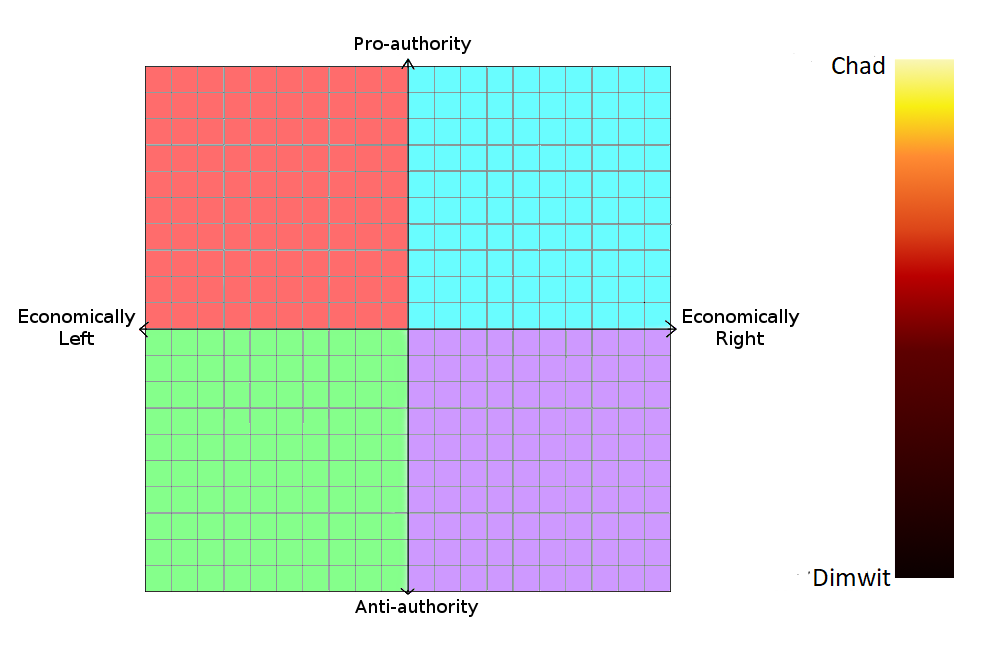 Pro-authority
Chad
Economically
Left
Economically
Right
Dimwit
Anti-authority